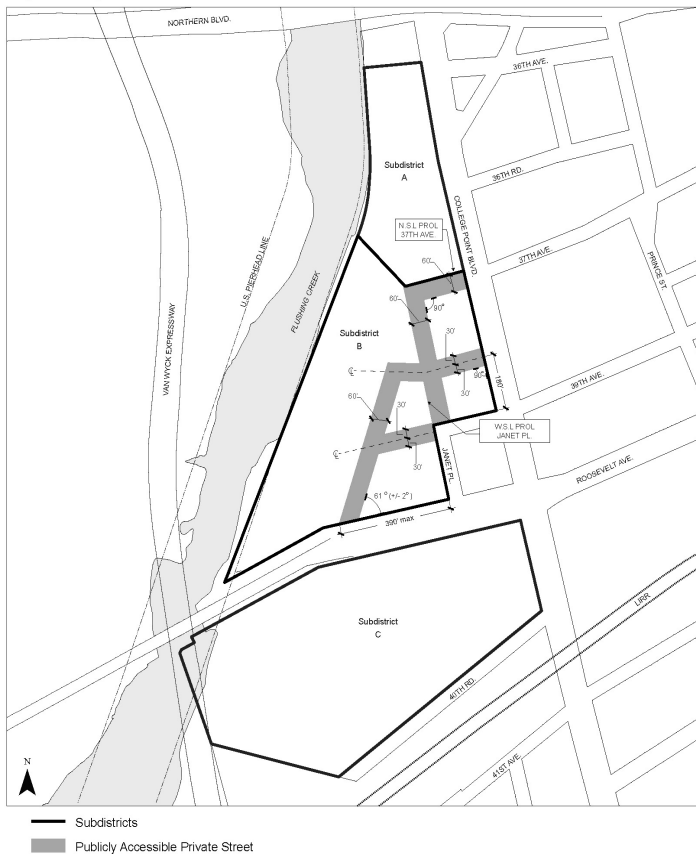 NORTHERN BLVD.
36TH AVE.
Subdistrict
A
36TH RD.
COLLEGE POINT BLVD.
N.S.L PROL
37TH AVE.
37TH AVE.
PRINCE ST.
U.S. PIERHEAD LINE
FLUSHING CREEK
VAN WYCK EXPRESSWAY
60'
60'
90°
Subdistrict
B
30'
180'
39TH AVE.
90°
30'
60'
30'
W.S.L PROL
JANET PL.
30'
JANET PL.
ROOSEVELT AVE.
61° (+/- 2°)
390' max
Subdistrict
C
LIRR
40TH RD.
41ST AVE.
N
Subdistricts
Publicly Accessible Private Street